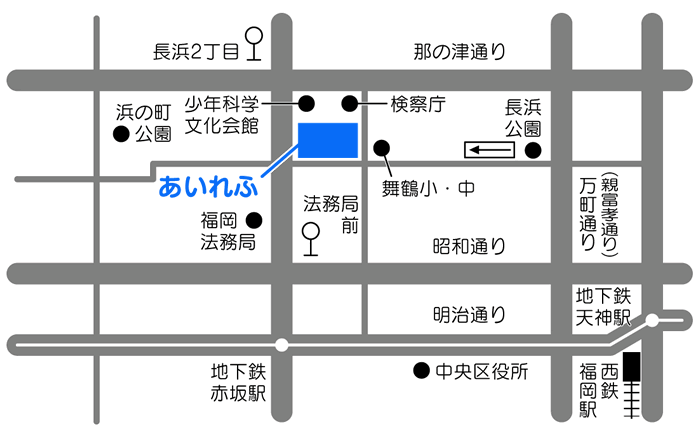 長浜2丁目
那の津通り
浜の町
公園
少年科学
文化会館
検察庁
長浜
公園
あいれふ
舞鶴小・中
福岡
法務局
法務局
前
昭和通り
万町通り
(親富孝通り)
明治通り
地下鉄
天神駅
地下鉄
赤坂駅
中央区役所
西鉄
福岡駅